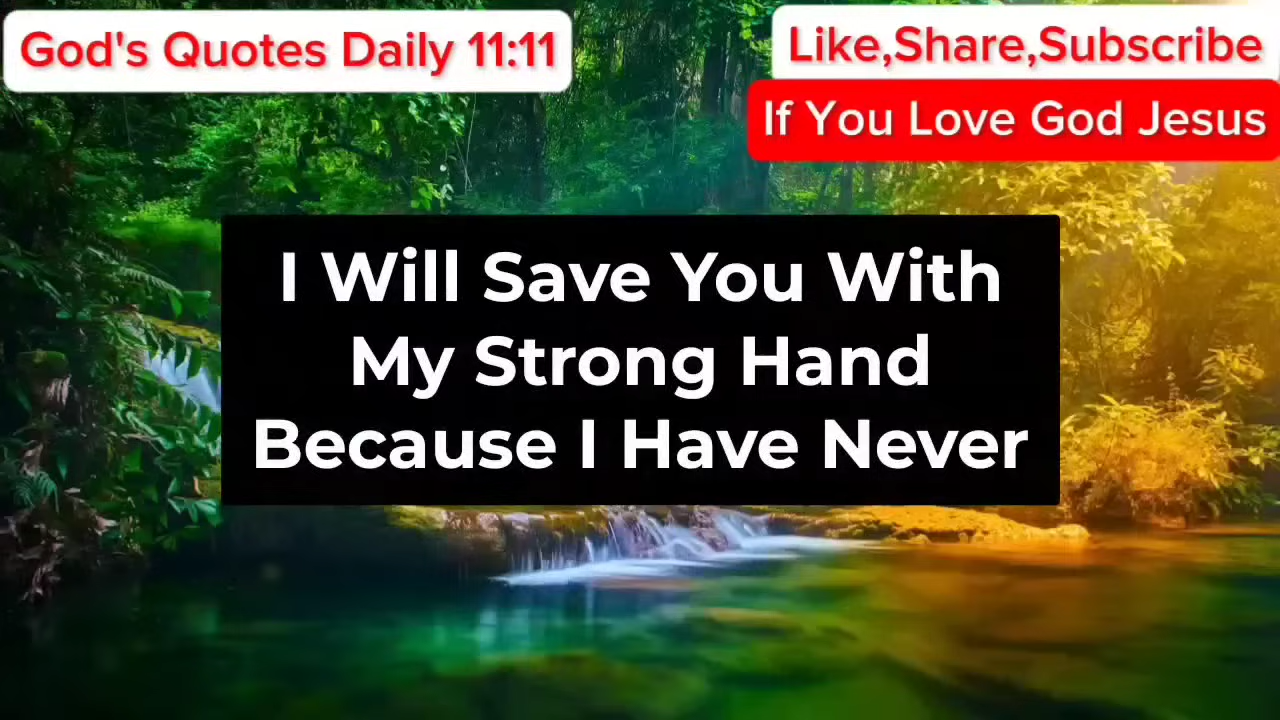 God's Quotes Daily 11:11
Like,Share,Subscribe
If You Love God Jesus
I Will Save You With
My Strong Hand
Because I Have Never